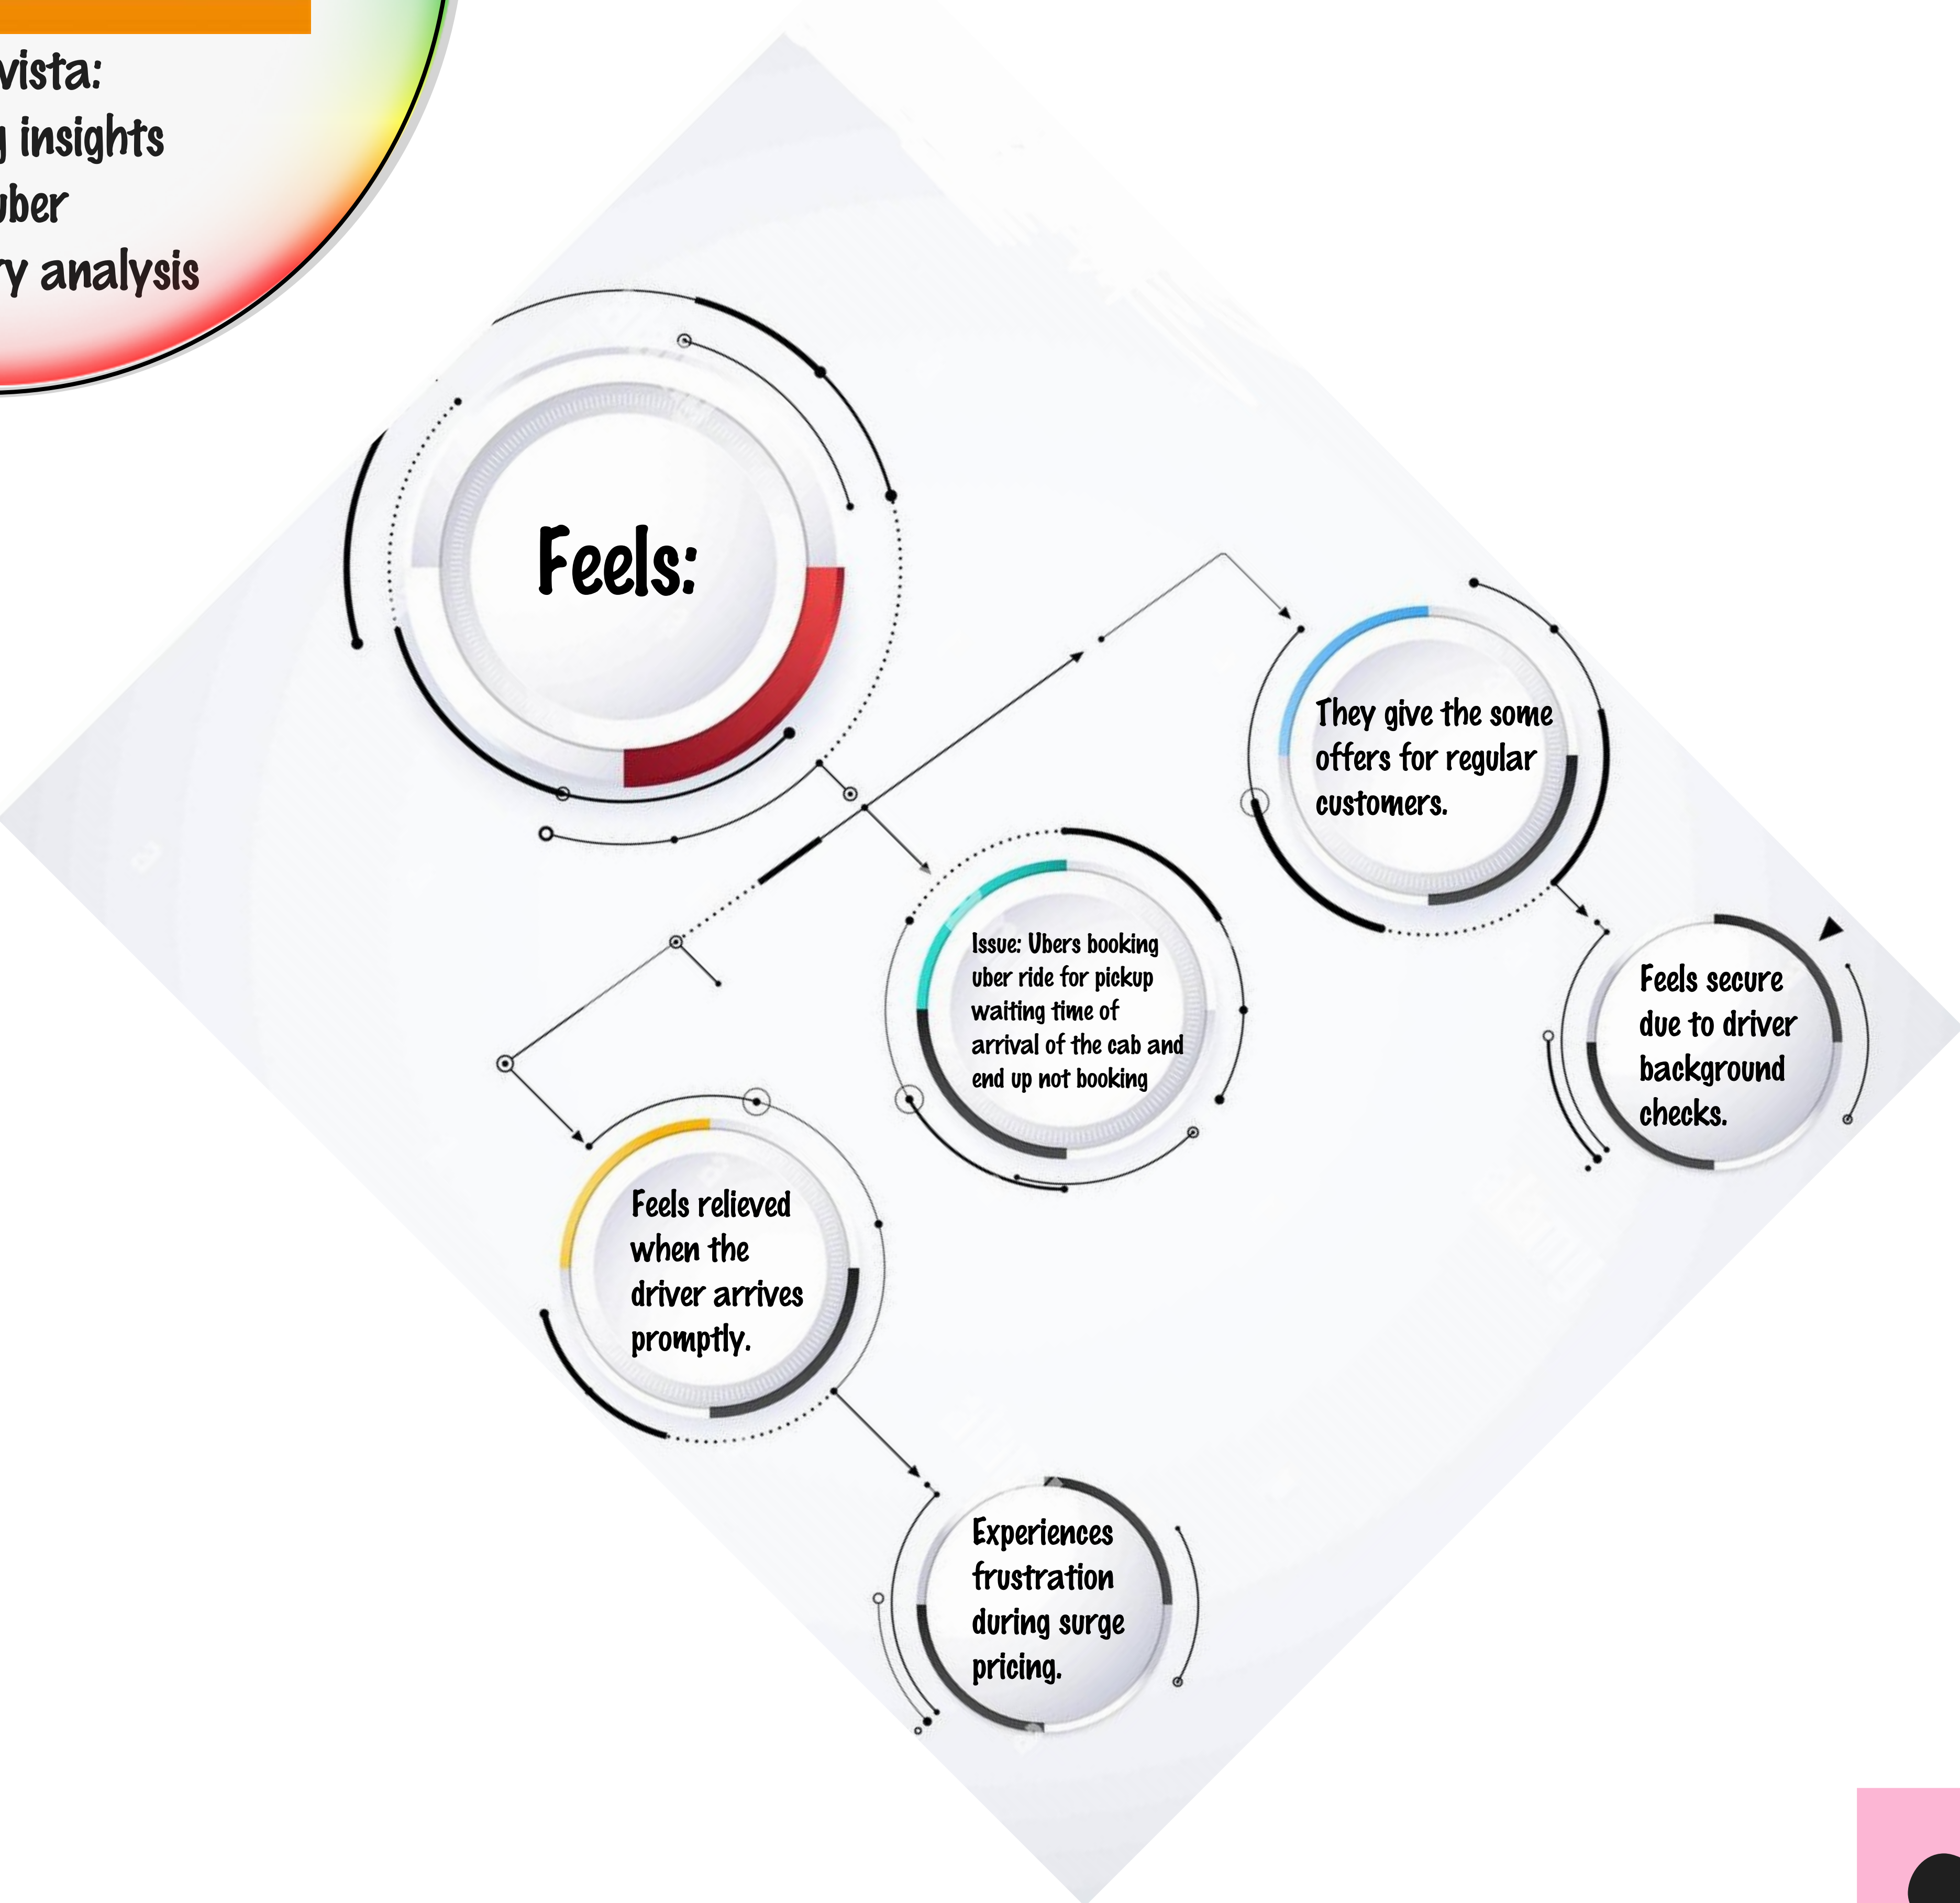 vista:
insights
analysis
Feels:
They give the some
offers for regular
customers.
Issue: Ubers booking
uber ride for pickup
waiting time of
arrival of the cab and
end up not booking
Feels secure
due to driver
background
checks.
Feels relieved
when the
driver arrives
promptly.
Experiences
frustration
during surge
pricing.